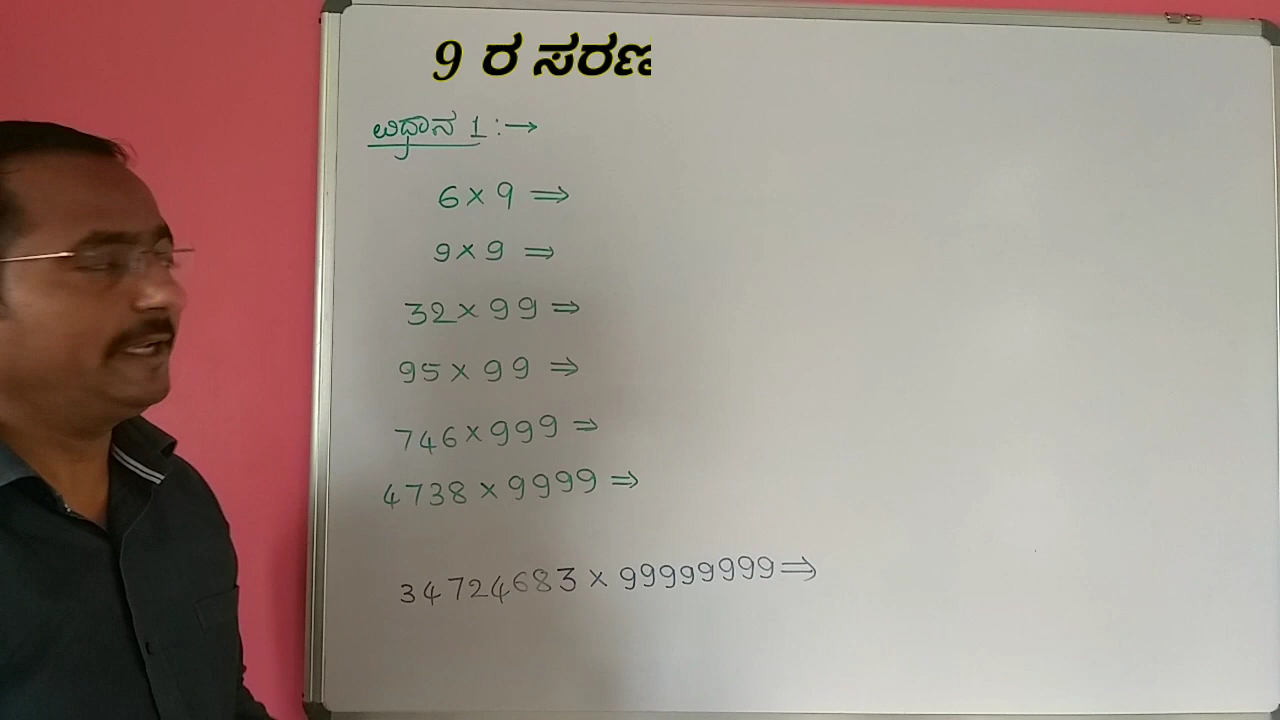 9 ರ ಸರಣ
ವಿಧಾನ 1 :→
6 × 9 ⇒
9 × 9 ⇒
32 × 99 ⇒
95 × 99 ⇒
746 × 999 ⇒
4738 × 9999 ⇒
34724683 × 99999999 ⇒